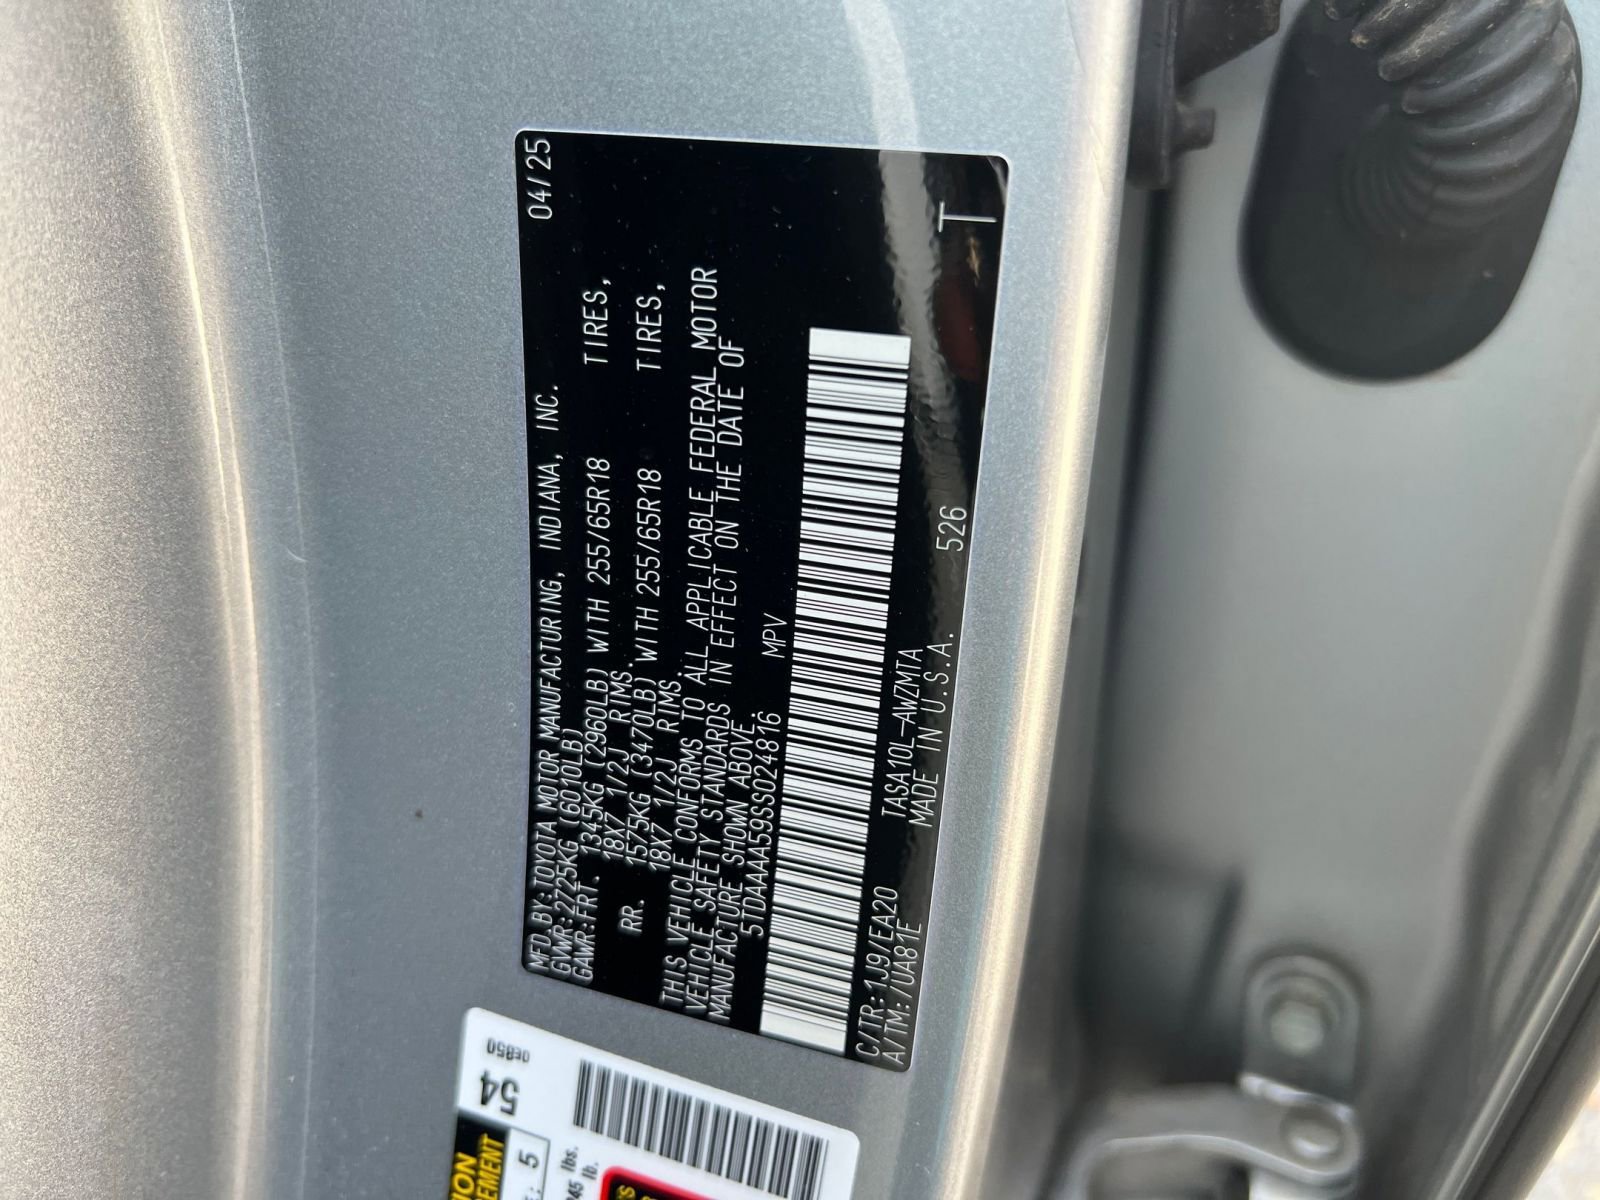 MFD.BY:TOYOTA MOTOR MANUFACTURING, INDIANA, INC. 04/25
GVWR:2725KG(6010LB)
GAWR:FRT. 1345KG(2960LB) WITH 255/65R18 TIRES,
18X7 1/2J RIMS.
RR. 1575KG(3470LB) WITH 255/65R18 TIRES,
18X7 1/2J RIMS.
THIS VEHICLE CONFORMS TO ALL APPLICABLE FEDERAL MOTOR
VEHICLE SAFETY STANDARDS IN EFFECT ON THE DATE OF
MANUFACTURE SHOWN ABOVE.
5TDAAAA59SS024816 MPV
C/TR:1J9/EA20 TASA10L-AWZMTA
A/TM:/UA81E MADE IN U.S.A. 526
T
0E850
54
5
lbs.
lb.